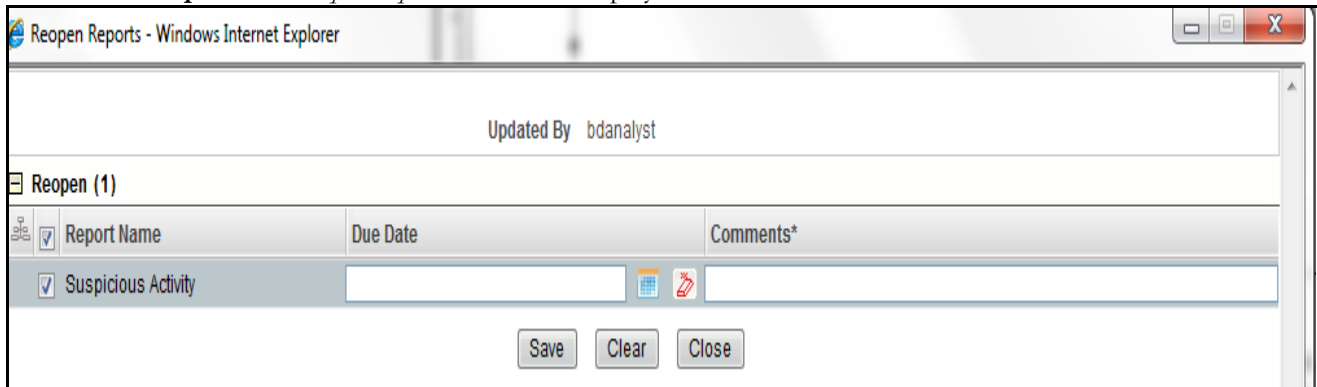 Reopen Reports - Windows Internet Explorer
X
Updated By bdanalyst
Reopen (1)
Report Name Due Date Comments*
Suspicious Activity
Save Clear Close